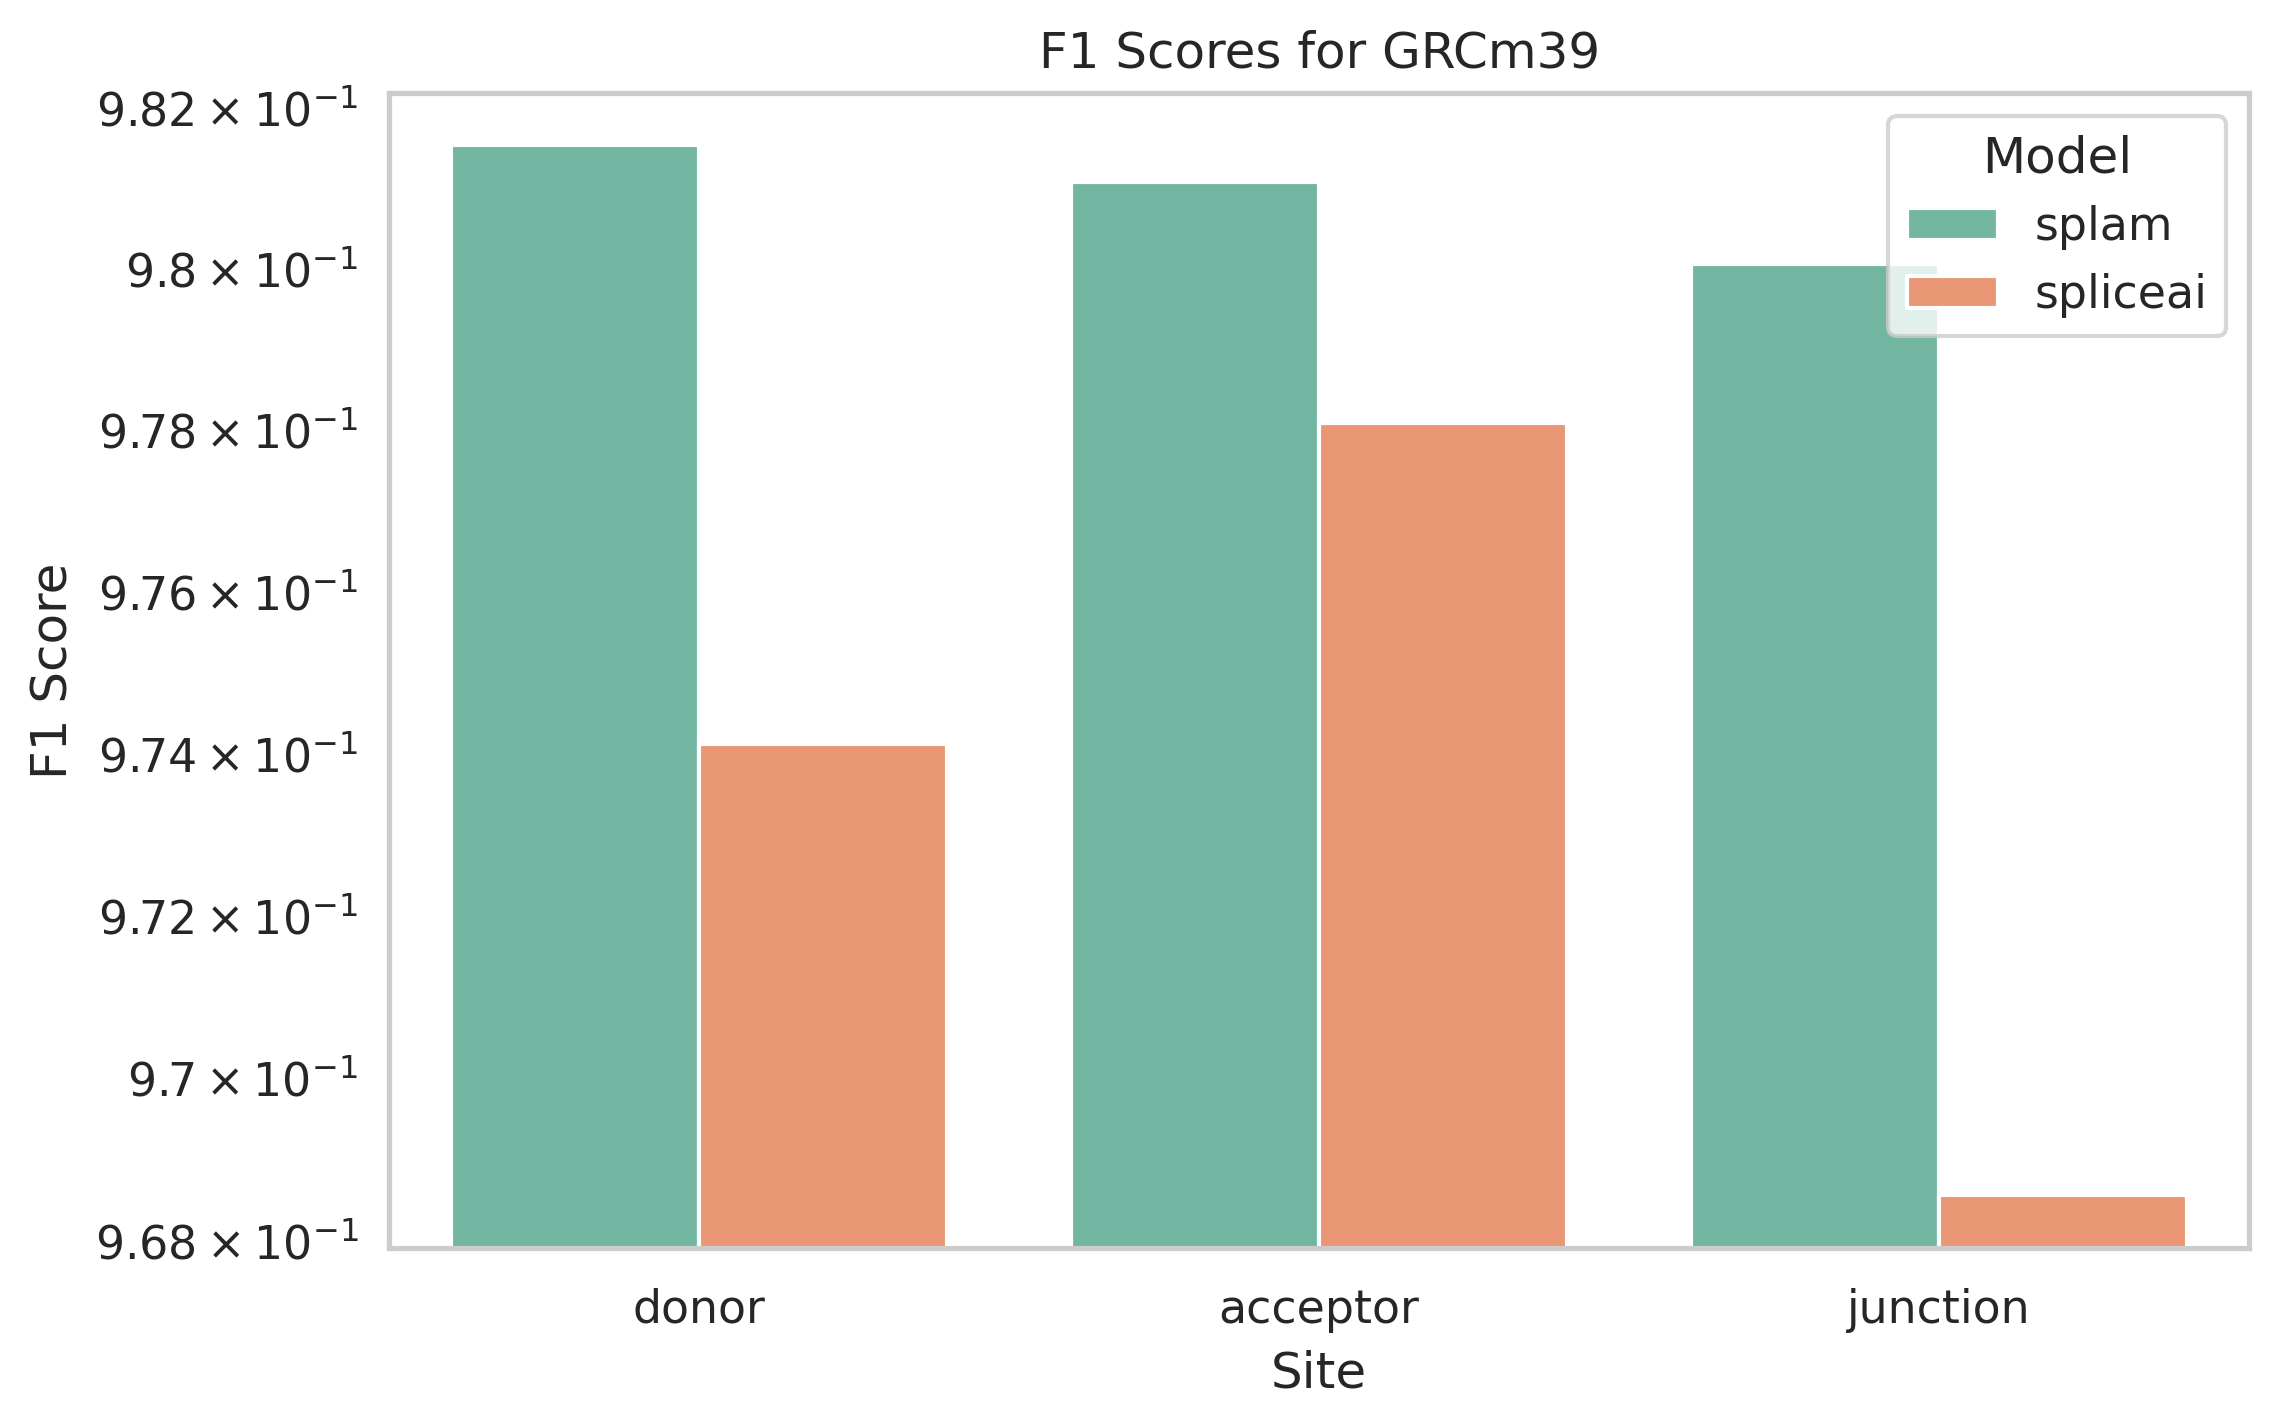 F1 Scores for GRCm39
9.82 × 10⁻¹
9.8 × 10⁻¹
9.78 × 10⁻¹
9.76 × 10⁻¹
9.74 × 10⁻¹
9.72 × 10⁻¹
9.7 × 10⁻¹
9.68 × 10⁻¹
F1 Score
Model
splam
spliceai
donor
acceptor
junction
Site